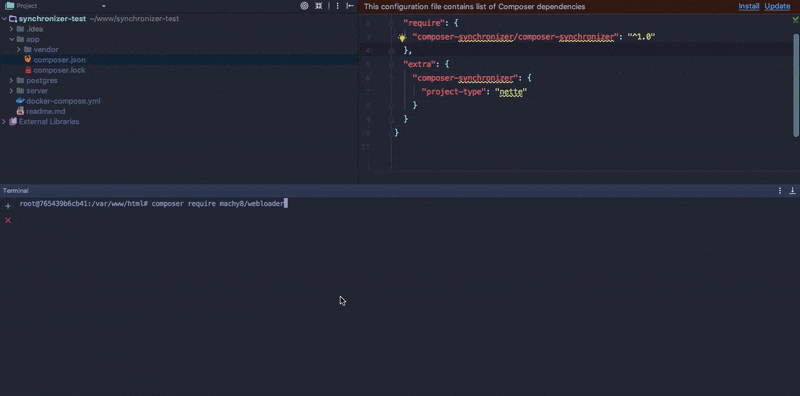 Project
This configuration file contains list of Composer dependencies
Install
Update
synchronizer-test ~/www/synchronizer-test
.idea
app
vendor
composer.json
composer.lock
postgres
server
docker-compose.yml
readme.md
External Libraries
"require": {
"composer-synchronizer/composer-synchronizer": "^1.0"
},
"extra": {
"composer-synchronizer": {
"project-type": "nette"
}
}
}
Terminal
root@765439b6cb41:/var/www/html# composer require machy8/webloader